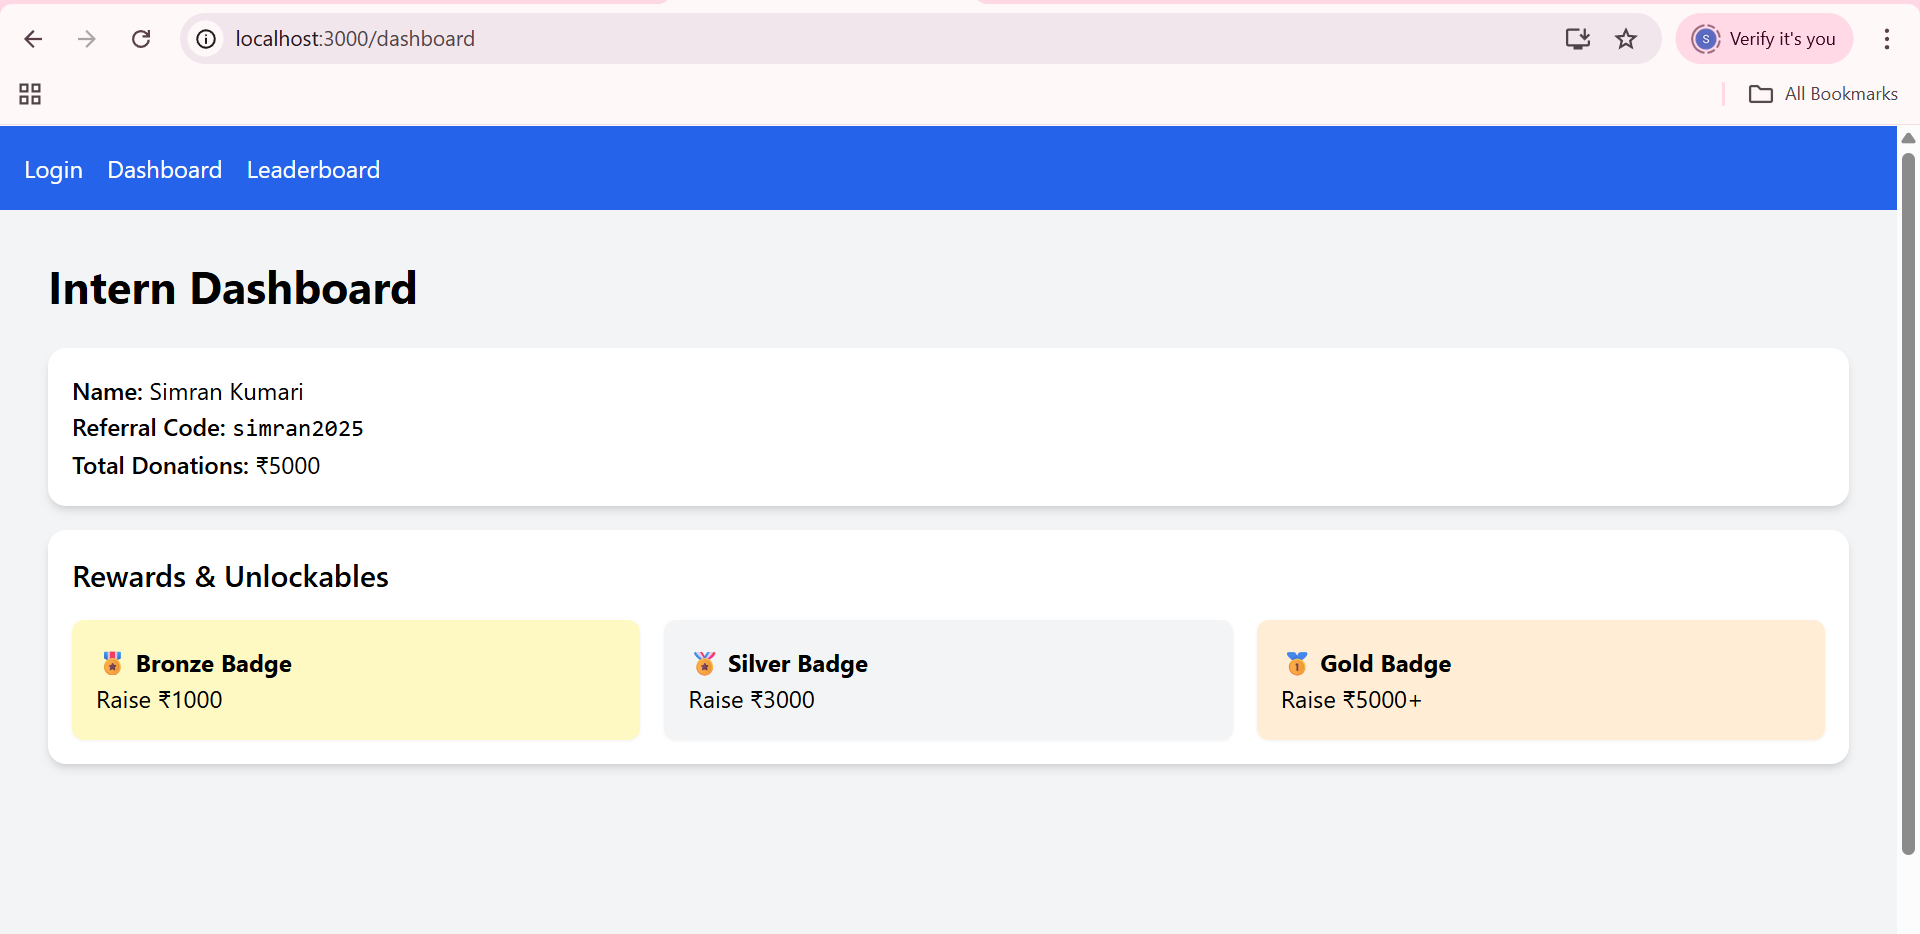 localhost:3000/dashboard
S
Verify it's you
All Bookmarks
Login Dashboard Leaderboard
Intern Dashboard
Name: Simran Kumari
Referral Code: simran2025
Total Donations: ₹5000
Rewards & Unlockables
🎖️ Bronze Badge
Raise ₹1000
🏅 Silver Badge
Raise ₹3000
🥇 Gold Badge
Raise ₹5000+